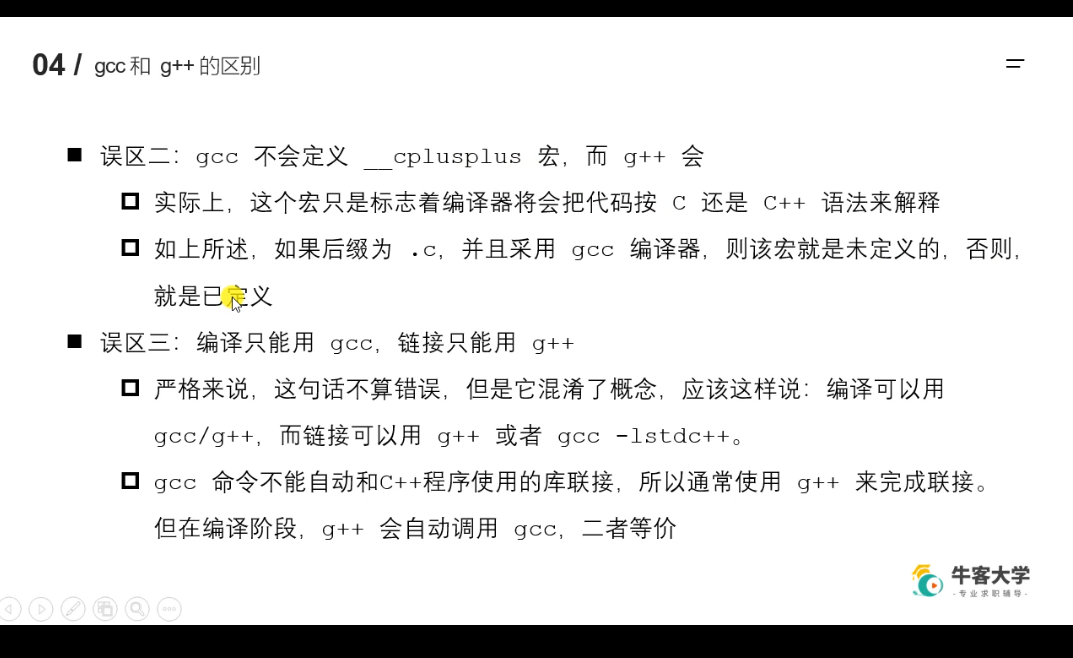 04 / gcc 和 g++ 的区别
误区二：gcc 不会定义 __cplusplus 宏，而 g++ 会
实际上，这个宏只是标志着编译器将会把代码按 C 还是 C++ 语法来解释
如上所述，如果后缀为 .c，并且采用 gcc 编译器，则该宏就是未定义的，否则，
就是已定义
误区三：编译只能用 gcc，链接只能用 g++
严格来说，这句话不算错误，但是它混淆了概念，应该这样说：编译可以用
gcc/g++，而链接可以用 g++ 或者 gcc -lstdc++。
gcc 命令不能自动和C++程序使用的库联接，所以通常使用 g++ 来完成联接。
但在编译阶段，g++ 会自动调用 gcc，二者等价
牛客大学
·专业求职辅导·